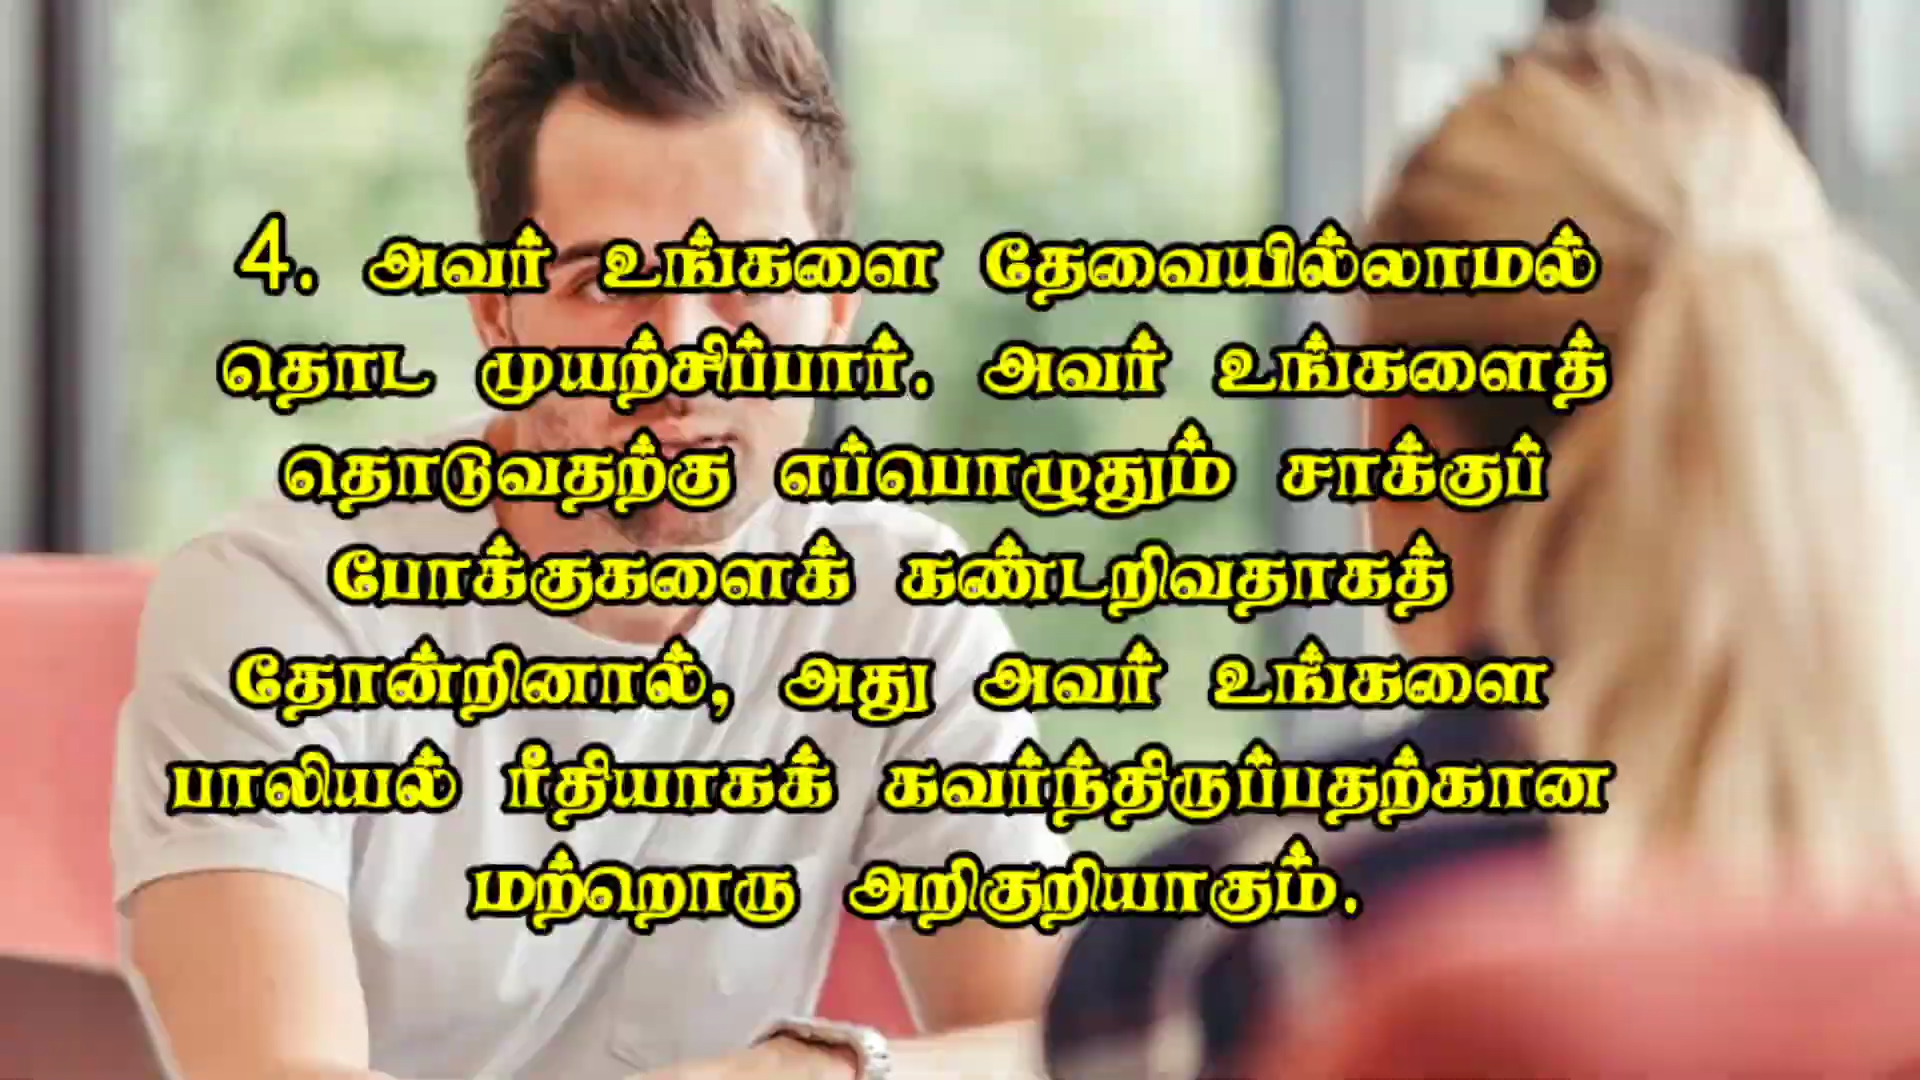 4. அவர் உங்களை தேவையில்லாமல்
தொட முயற்சிப்பார். அவர் உங்களைத்
தொடுவதற்கு எப்பொழுதும் சாக்குப்
போக்குகளைக் கண்டறிவதாகத்
தோன்றினால், அது அவர் உங்களை
பாலியல் ரீதியாகக் கவர்ந்திருப்பதற்கான
மற்றொரு அறிகுறியாகும்.